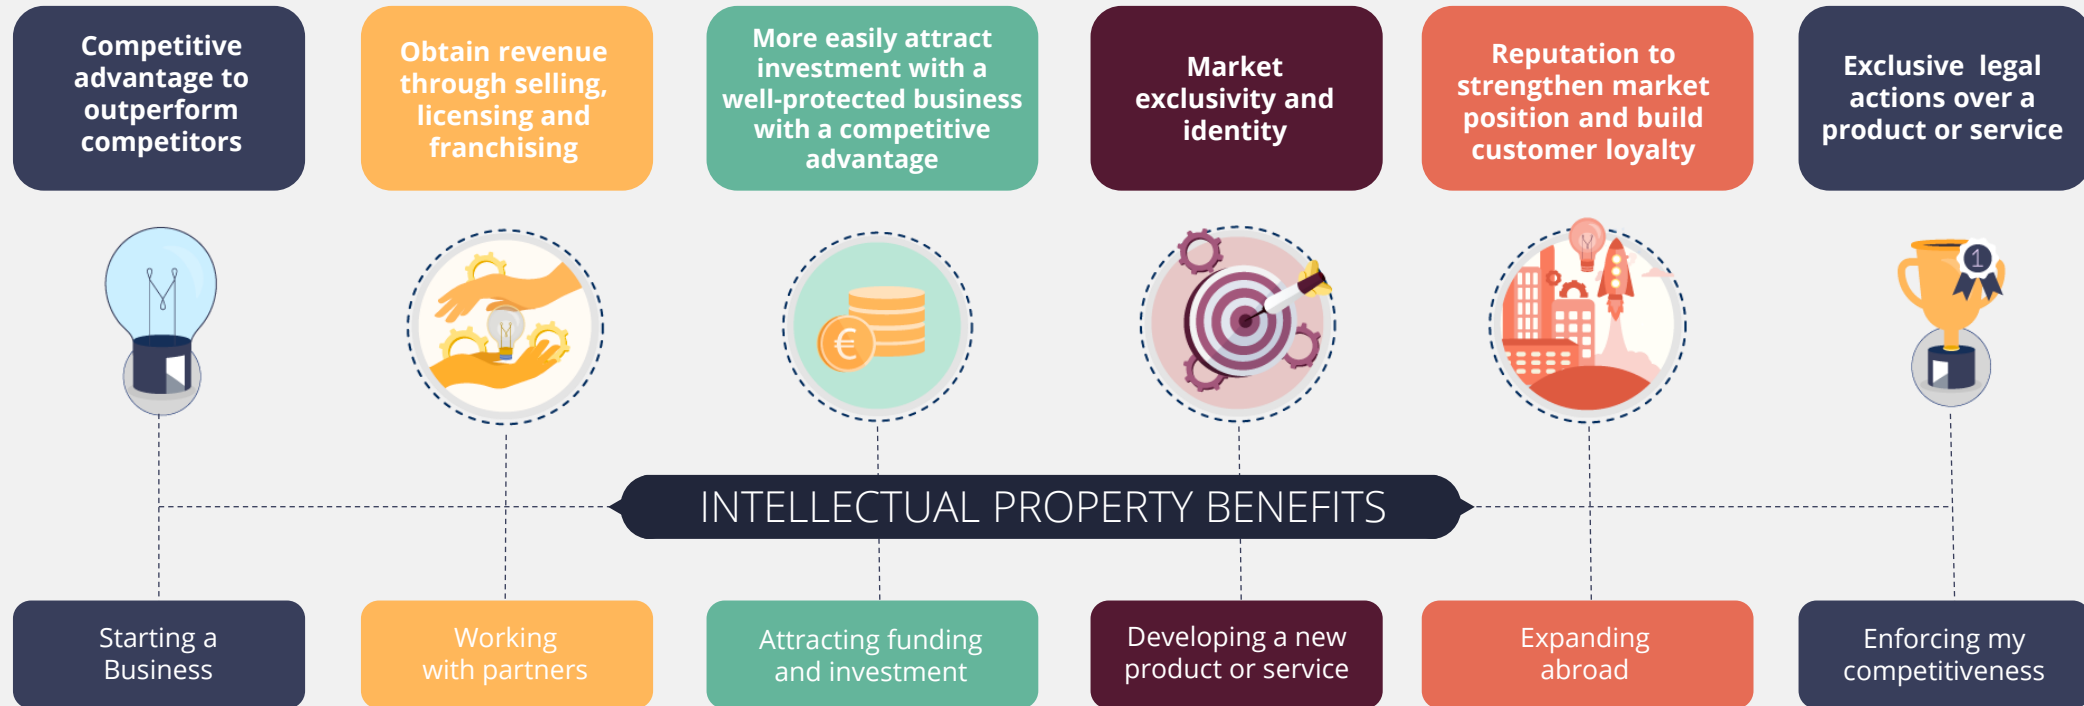 Competitive
advantage to
outperform
competitors
Obtain revenue
through selling,
licensing and
franchising
More easily attract
investment with a
well-protected business
with a competitive
advantage
Market
exclusivity and
identity
Reputation to
strengthen market
position and build
customer loyalty
Exclusive legal
actions over a
product or service
€
1
INTELLECTUAL PROPERTY BENEFITS
Starting a
Business
Working
with partners
Attracting funding
and investment
Developing a new
product or service
Expanding
abroad
Enforcing my
competitiveness